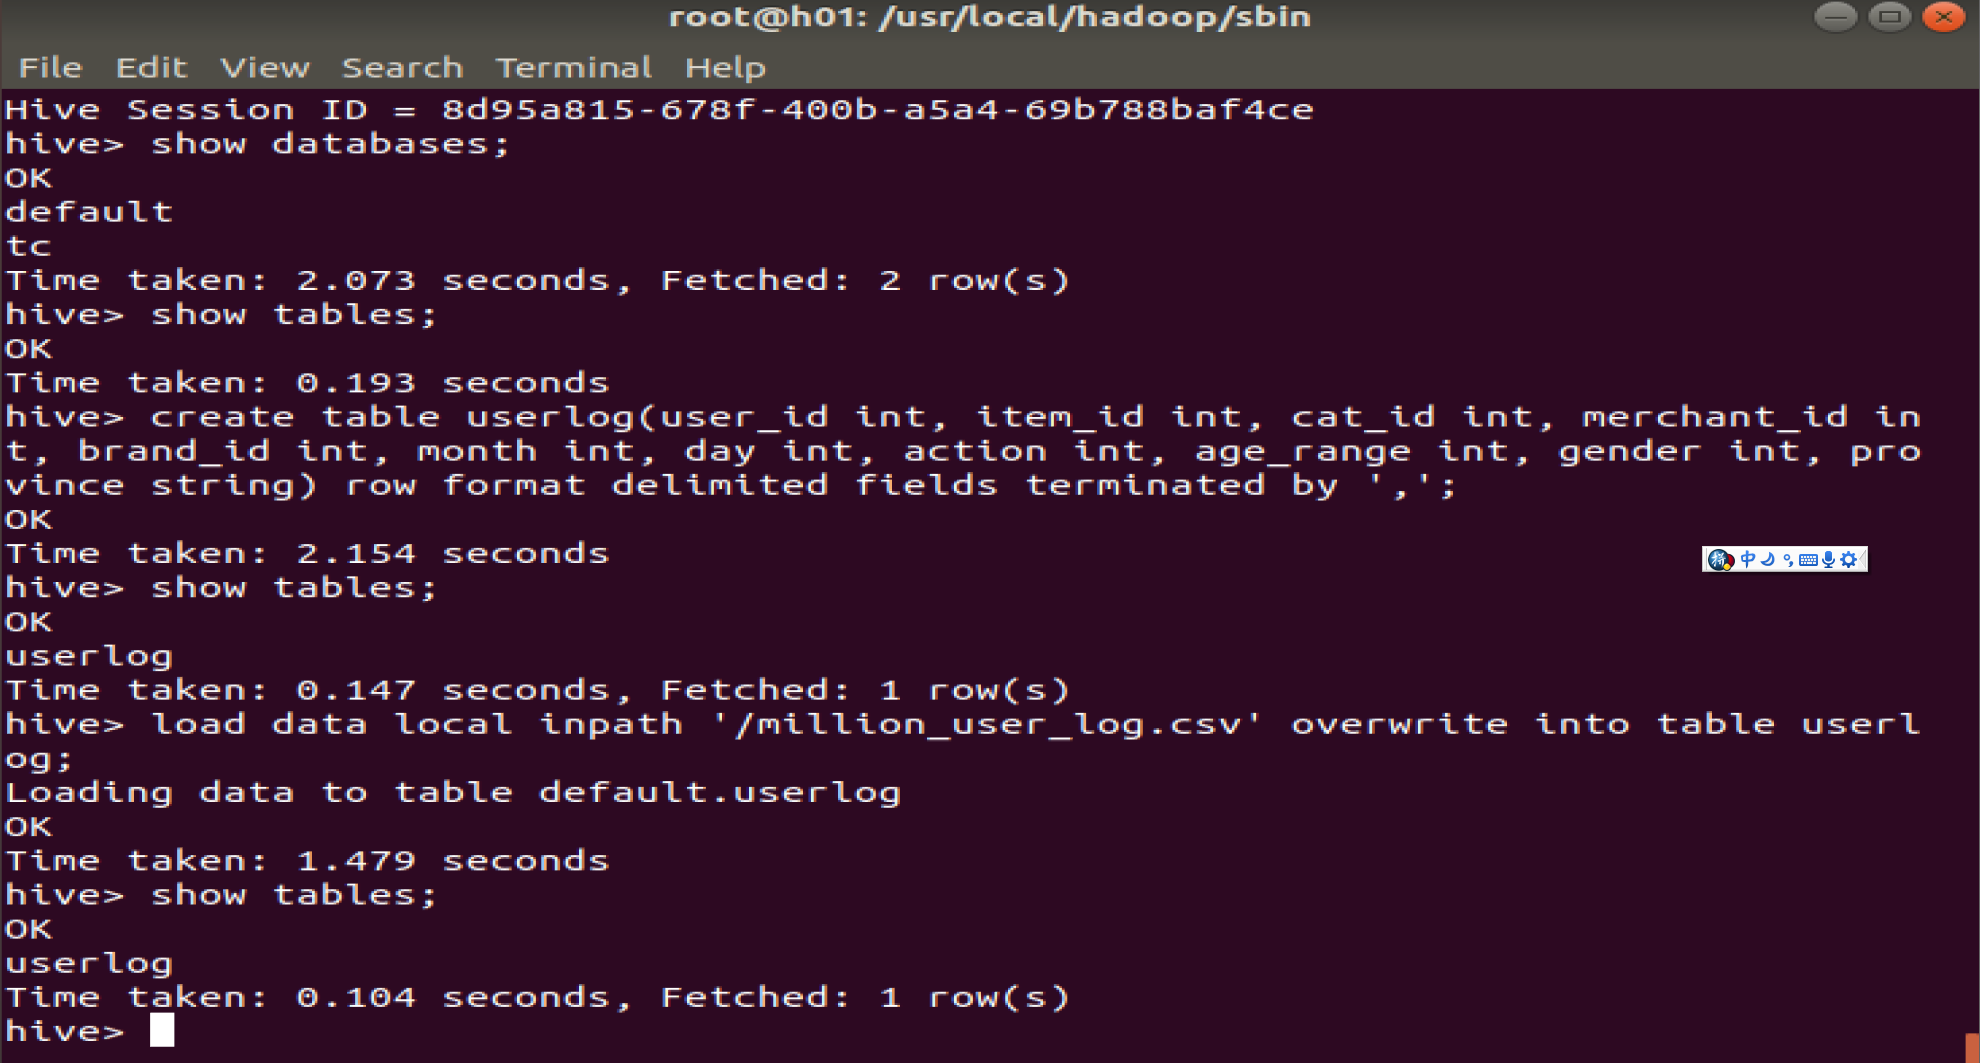 root@h01: /usr/local/hadoop/sbin
File Edit View Search Terminal Help
Hive Session ID = 8d95a815-678f-400b-a5a4-69b788baf4ce
hive> show databases;
OK
default
tc
Time taken: 2.073 seconds, Fetched: 2 row(s)
hive> show tables;
OK
Time taken: 0.193 seconds
hive> create table userlog(user_id int, item_id int, cat_id int, merchant_id in
t, brand_id int, month int, day int, action int, age_range int, gender int, pro
vince string) row format delimited fields terminated by ',';
OK
Time taken: 2.154 seconds
中
hive> show tables;
OK
userlog
Time taken: 0.147 seconds, Fetched: 1 row(s)
hive> load data local inpath '/million_user_log.csv' overwrite into table userl
og;
Loading data to table default.userlog
OK
Time taken: 1.479 seconds
hive> show tables;
OK
userlog
Time taken: 0.104 seconds, Fetched: 1 row(s)
hive>